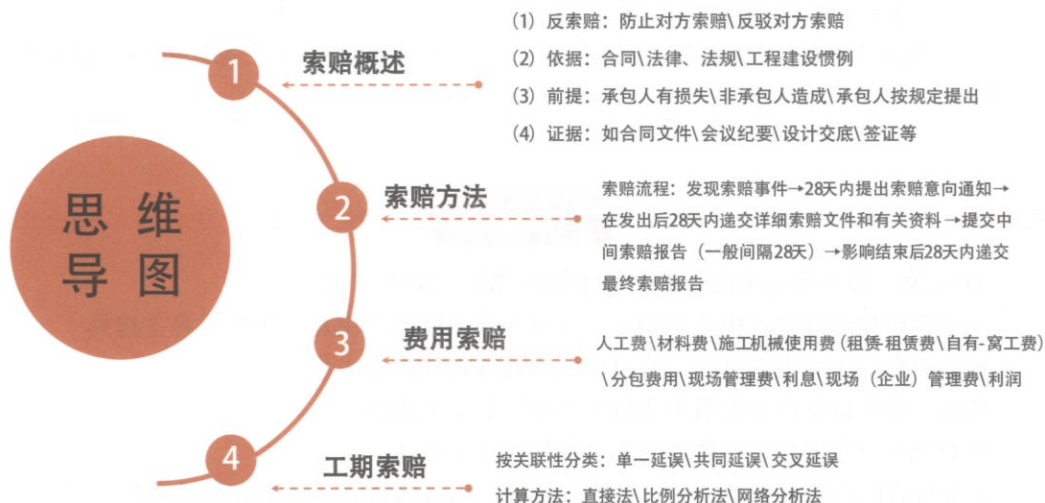 思维
导图
1
索赔概述
（1）反索赔：防止对方索赔\反驳对方索赔
（2）依据：合同\法律、法规\工程建设惯例
（3）前提：承包人有损失\非承包人造成\承包人按规定提出
（4）证据：如合同文件\会议纪要\设计交底\签证等
2
索赔方法
索赔流程：发现索赔事件→28天内提出索赔意向通知→
在发出后28天内递交详细索赔文件和有关资料→提交中
间索赔报告（一般间隔28天）→影响结束后28天内递交
最终索赔报告
3
费用索赔
人工费\材料费\施工机械使用费（租赁-租赁费\自有-窝工费）
\分包费用\现场管理费\利息\现场（企业）管理费\利润
4
工期索赔
按关联性分类：单一延误\共同延误\交叉延误
计算方法：直接法\比例分析法\网络分析法